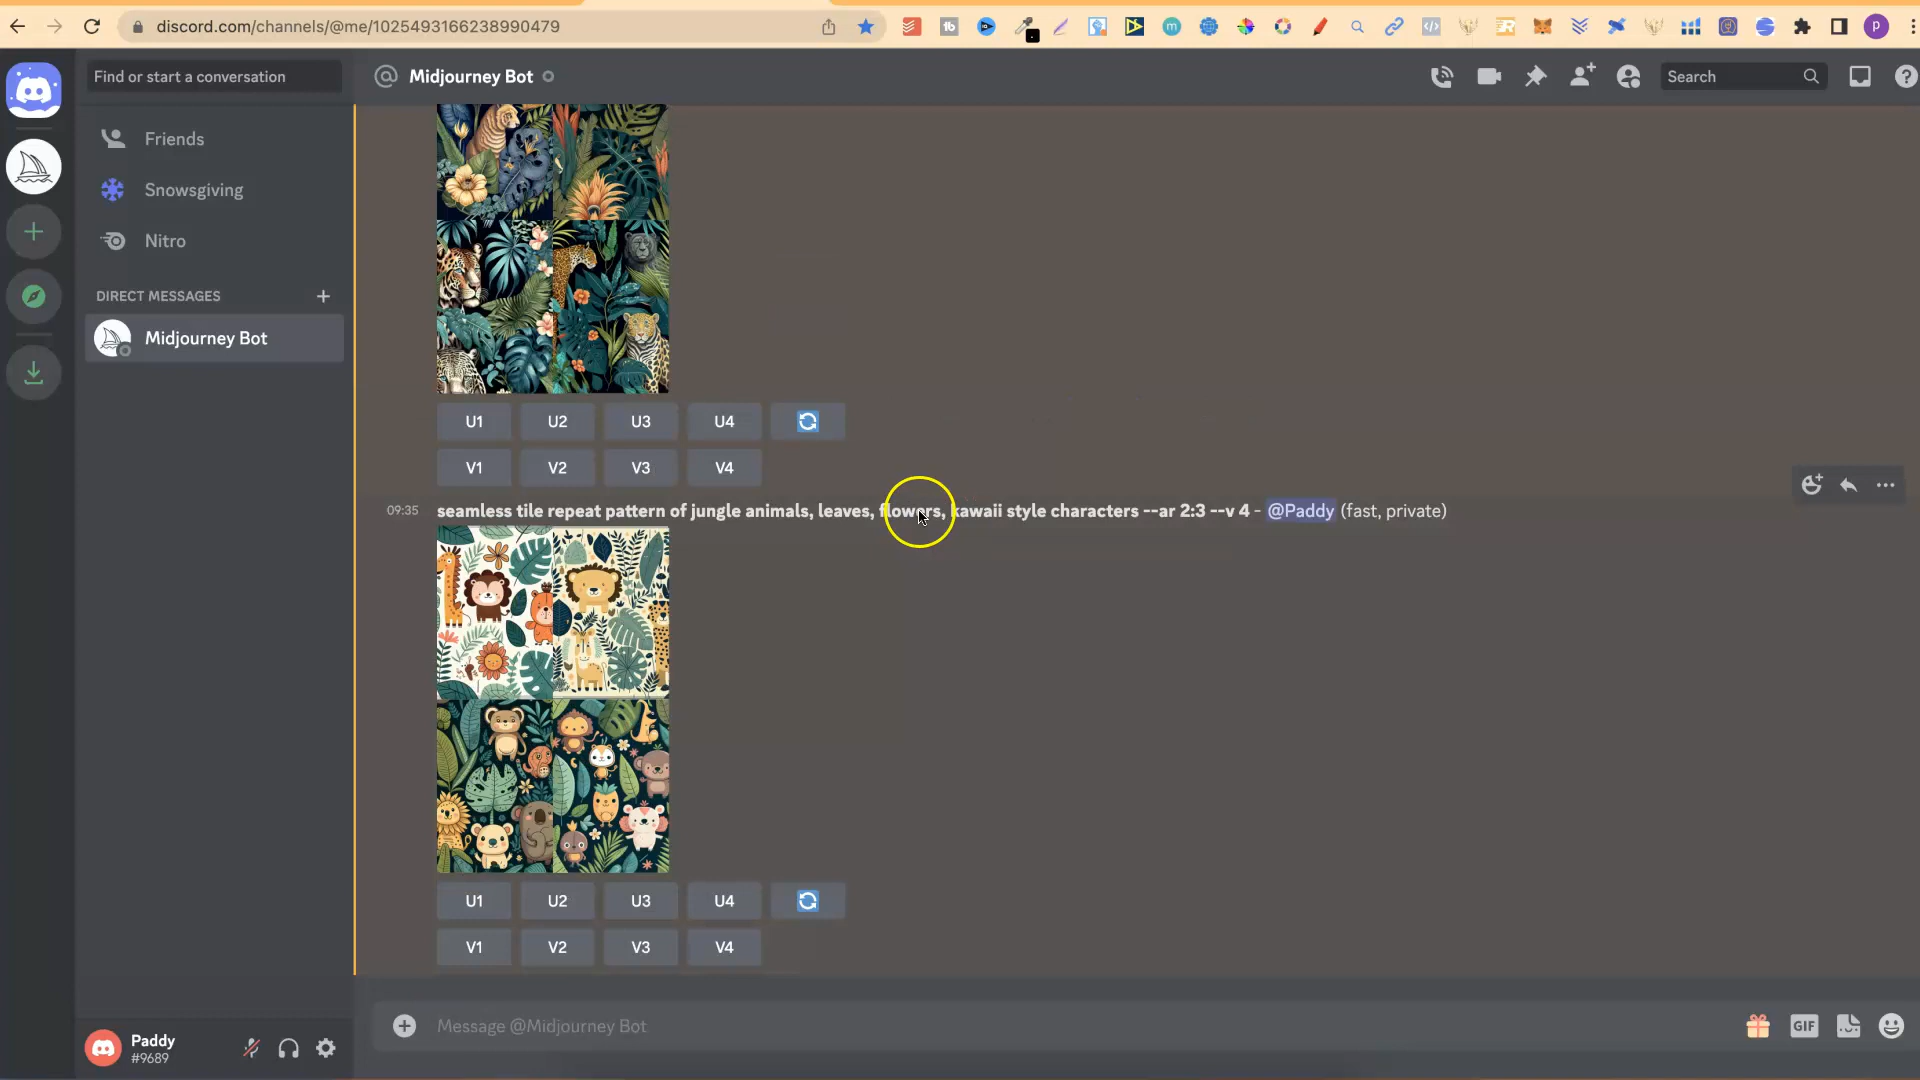 discord.com/channels/@me/1025493166238990479
Find or start a conversation
Midjourney Bot
Search
Friends
Snowsgiving
Nitro
DIRECT MESSAGES
Midjourney Bot
U1 U2 U3 U4
V1 V2 V3 V4
09:35 seamless tile repeat pattern of jungle animals, leaves, flowers, kawaii style characters --ar 2:3 --v 4 - @Paddy (fast, private)
U1 U2 U3 U4
V1 V2 V3 V4
Message @Midjourney Bot
GIF
Paddy
#9689